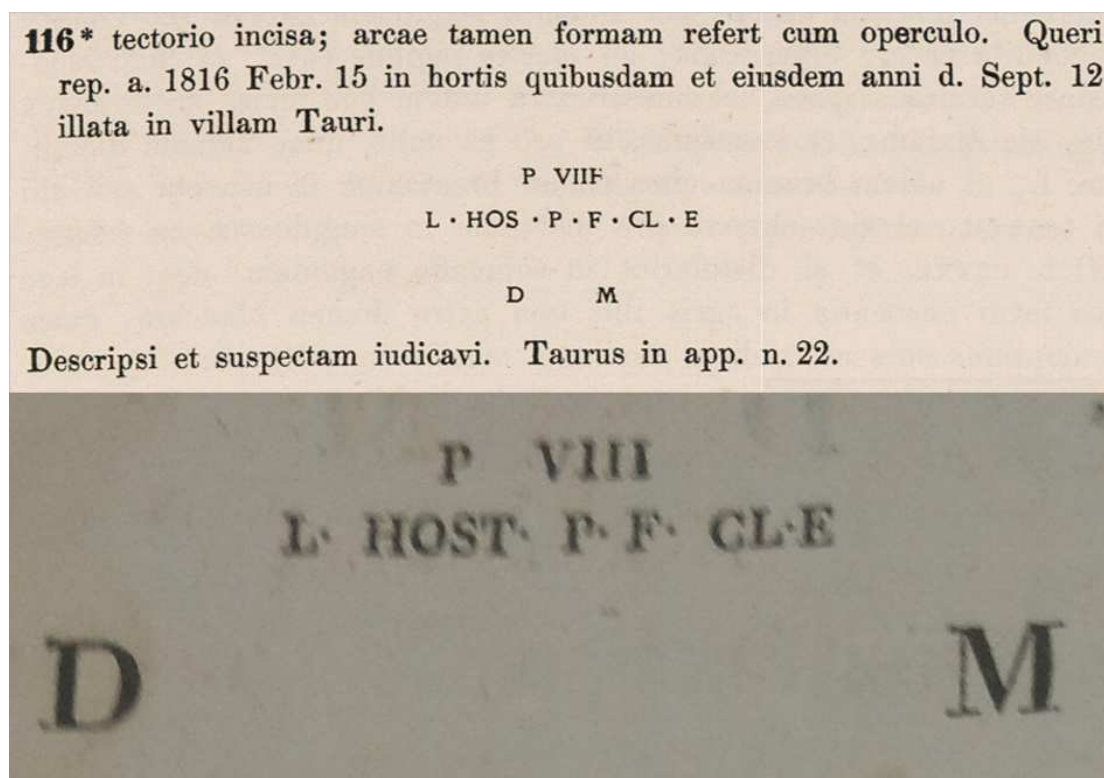 116* tectorio incisa; arcae tamen formam refert cum operculo. Queri
rep. a. 1816 Febr. 15 in hortis quibusdam et eiusdem anni d. Sept. 12
illata in villam Tauri.
P VIIF
L · HOS · P · F · CL · E
D M
Descripsi et suspectam iudicavi. Taurus in app. n. 22.
P VIII
L· HOST· P· F· CL·E
D M